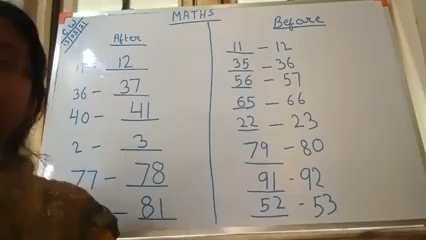 MATHS
C.W
After
12
36 - 37
40 - 41
2 - 3
77 - 78
- 81
Before
11 - 12
35 - 36
56 - 57
65 - 66
22 - 23
79 - 80
91 - 92
52 - 53